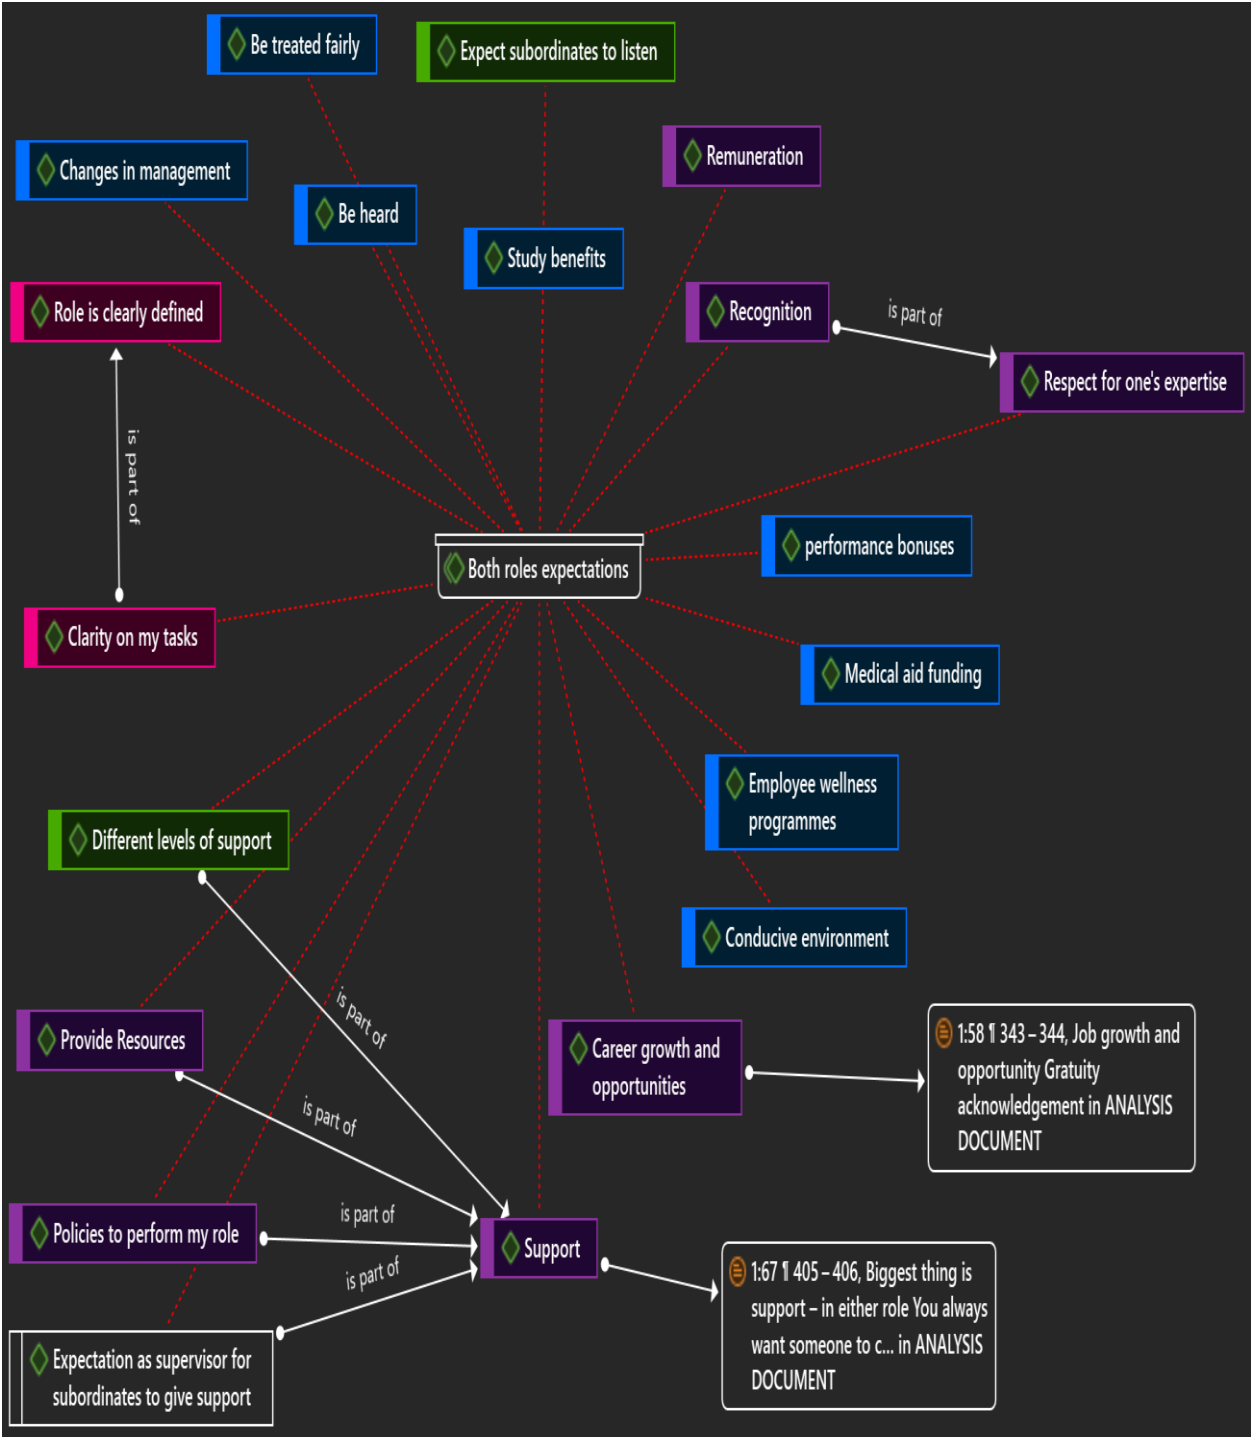 Be treated fairly
Expect subordinates to listen
Remuneration
Changes in management
Be heard
Study benefits
Role is clearly defined
Recognition
is part of
Respect for one's expertise
is part of
performance bonuses
Both roles expectations
Clarity on my tasks
Medical aid funding
Employee wellness
programmes
Different levels of support
Conducive environment
is part of
Provide Resources
Career growth and
opportunities
1:58 ¶ 343 – 344, Job growth and
opportunity Gratuity
acknowledgement in ANALYSIS
DOCUMENT
is part of
Policies to perform my role
is part of
Support
is part of
1:67 ¶ 405 – 406, Biggest thing is
support – in either role You always
want someone to c... in ANALYSIS
DOCUMENT
Expectation as supervisor for
subordinates to give support